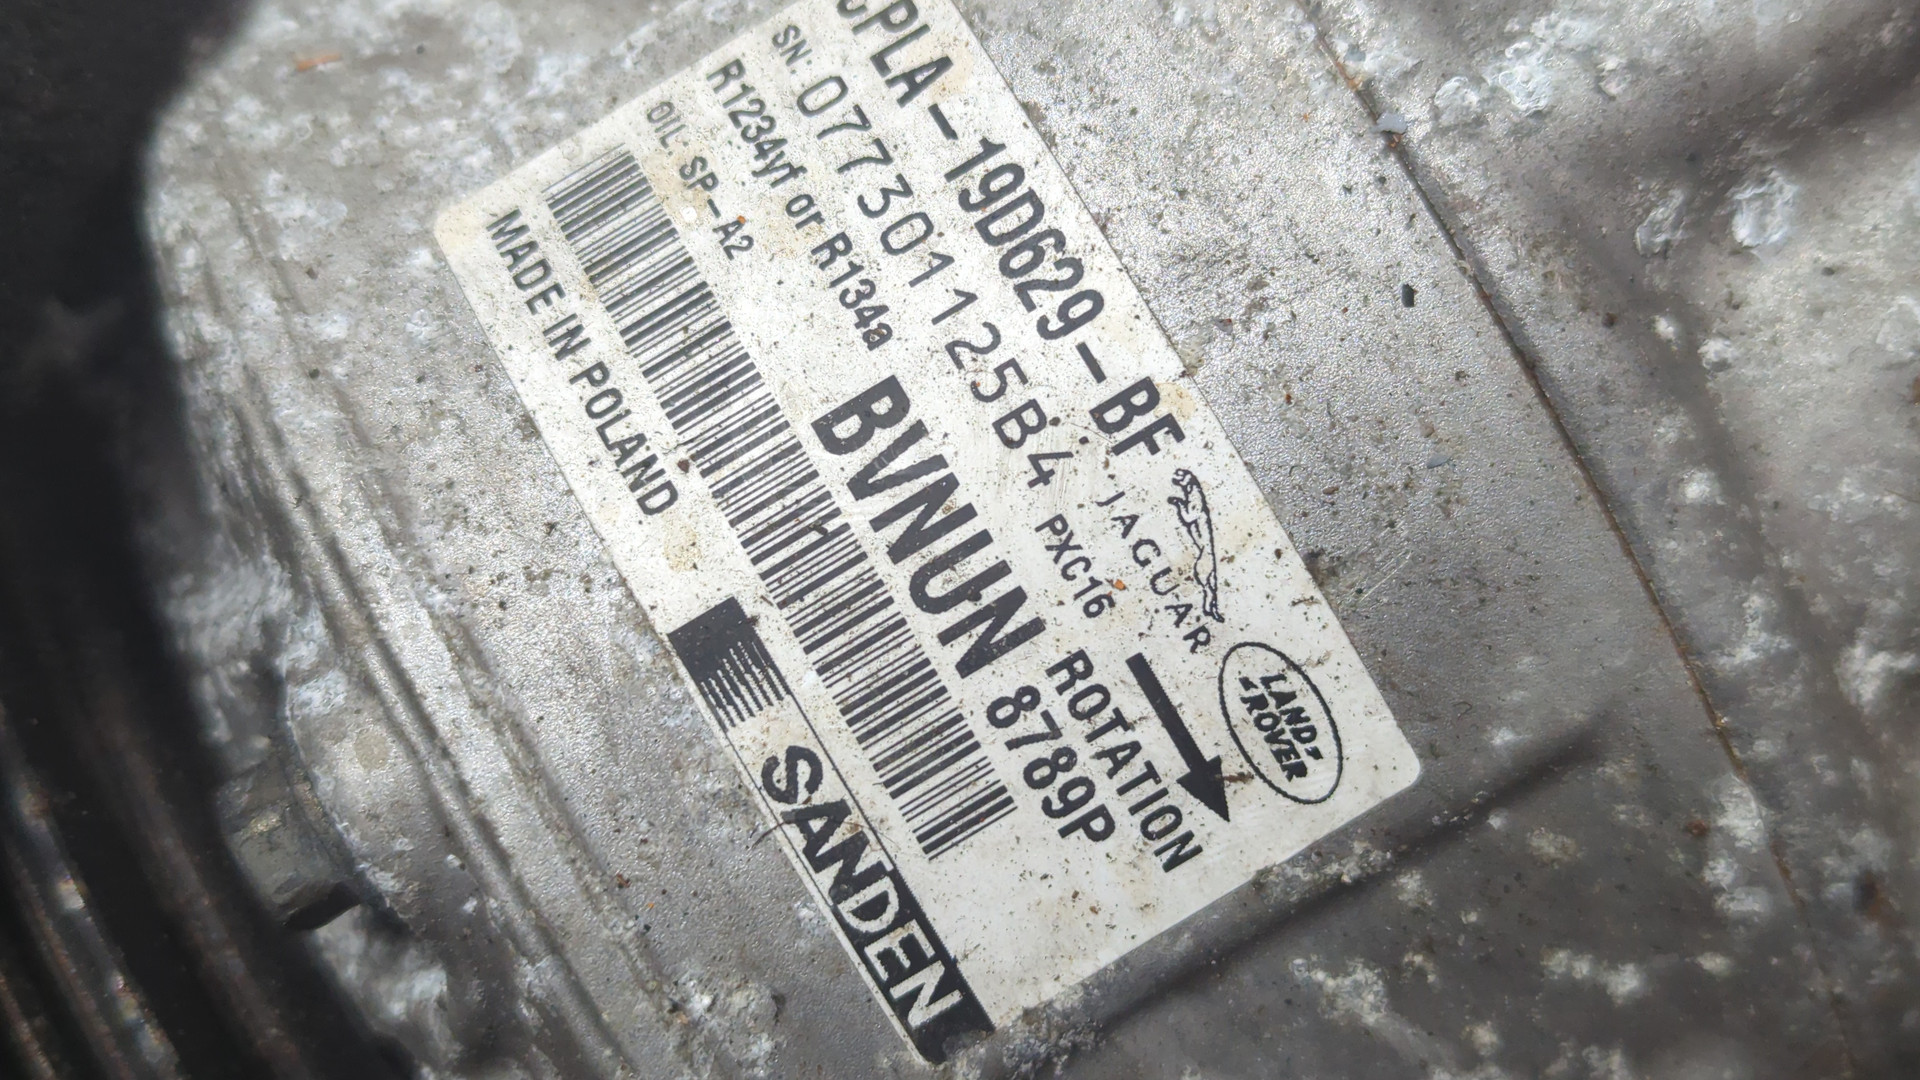 CPLA-19D629-BF
SN: 077301125B4
PXC16
R1234yf or R134a
OIL: SP-A2
BVNUN 8789P
ROTATION
JAGUAR
LAND-
-ROVER
MADE IN POLAND
SANDEN